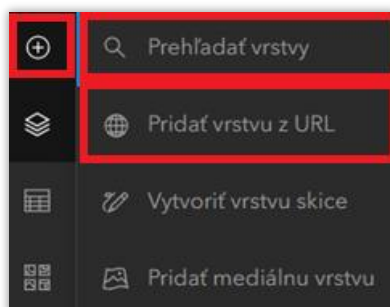 Prehľadať vrstvy
Pridať vrstvu z URL
Vytvoriť vrstvu skice
Pridať mediálnu vrstvu